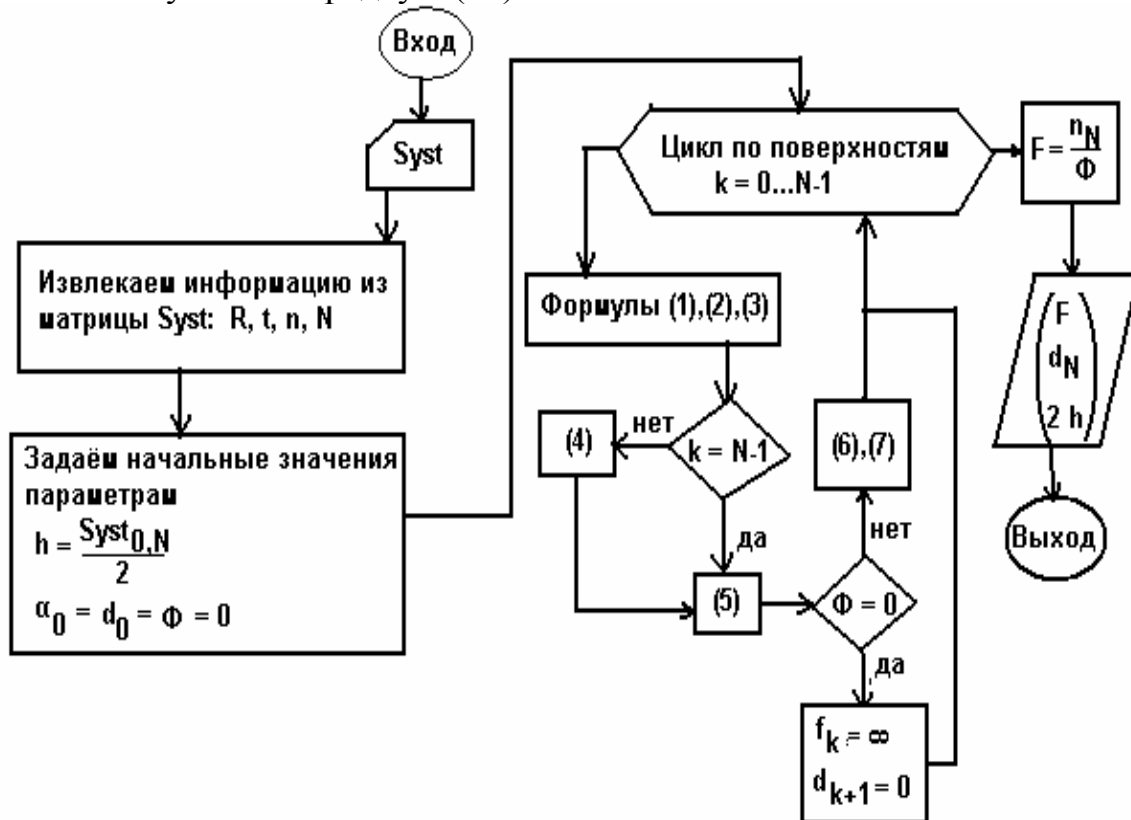 Вход
Syst
Извлекаем информацию из
матрицы Syst: R, t, n, N
Задаём начальные значения
параметрам
h = Syst0,N / 2
α0 = d0 = Φ = 0
Цикл по поверхностям
k = 0...N-1
Формулы (1),(2),(3)
k = N-1
нет
(4)
да
(5)
Φ = 0
нет
(6),(7)
да
fk = ∞
dk+1 = 0
F = nN / Φ
F
dN
2 h
Выход